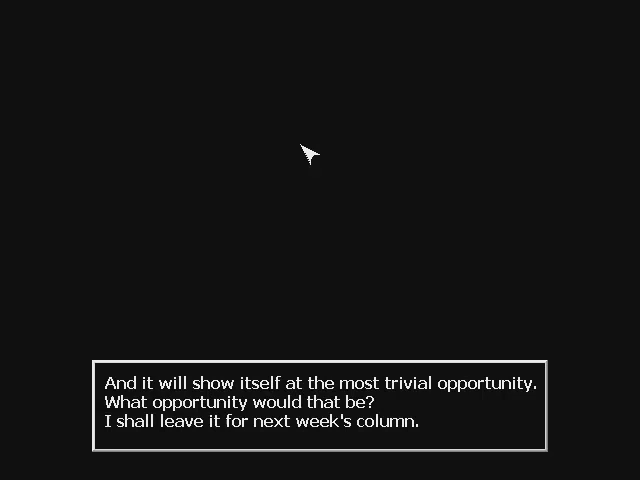 And it will show itself at the most trivial opportunity.
What opportunity would that be?
I shall leave it for next week's column.